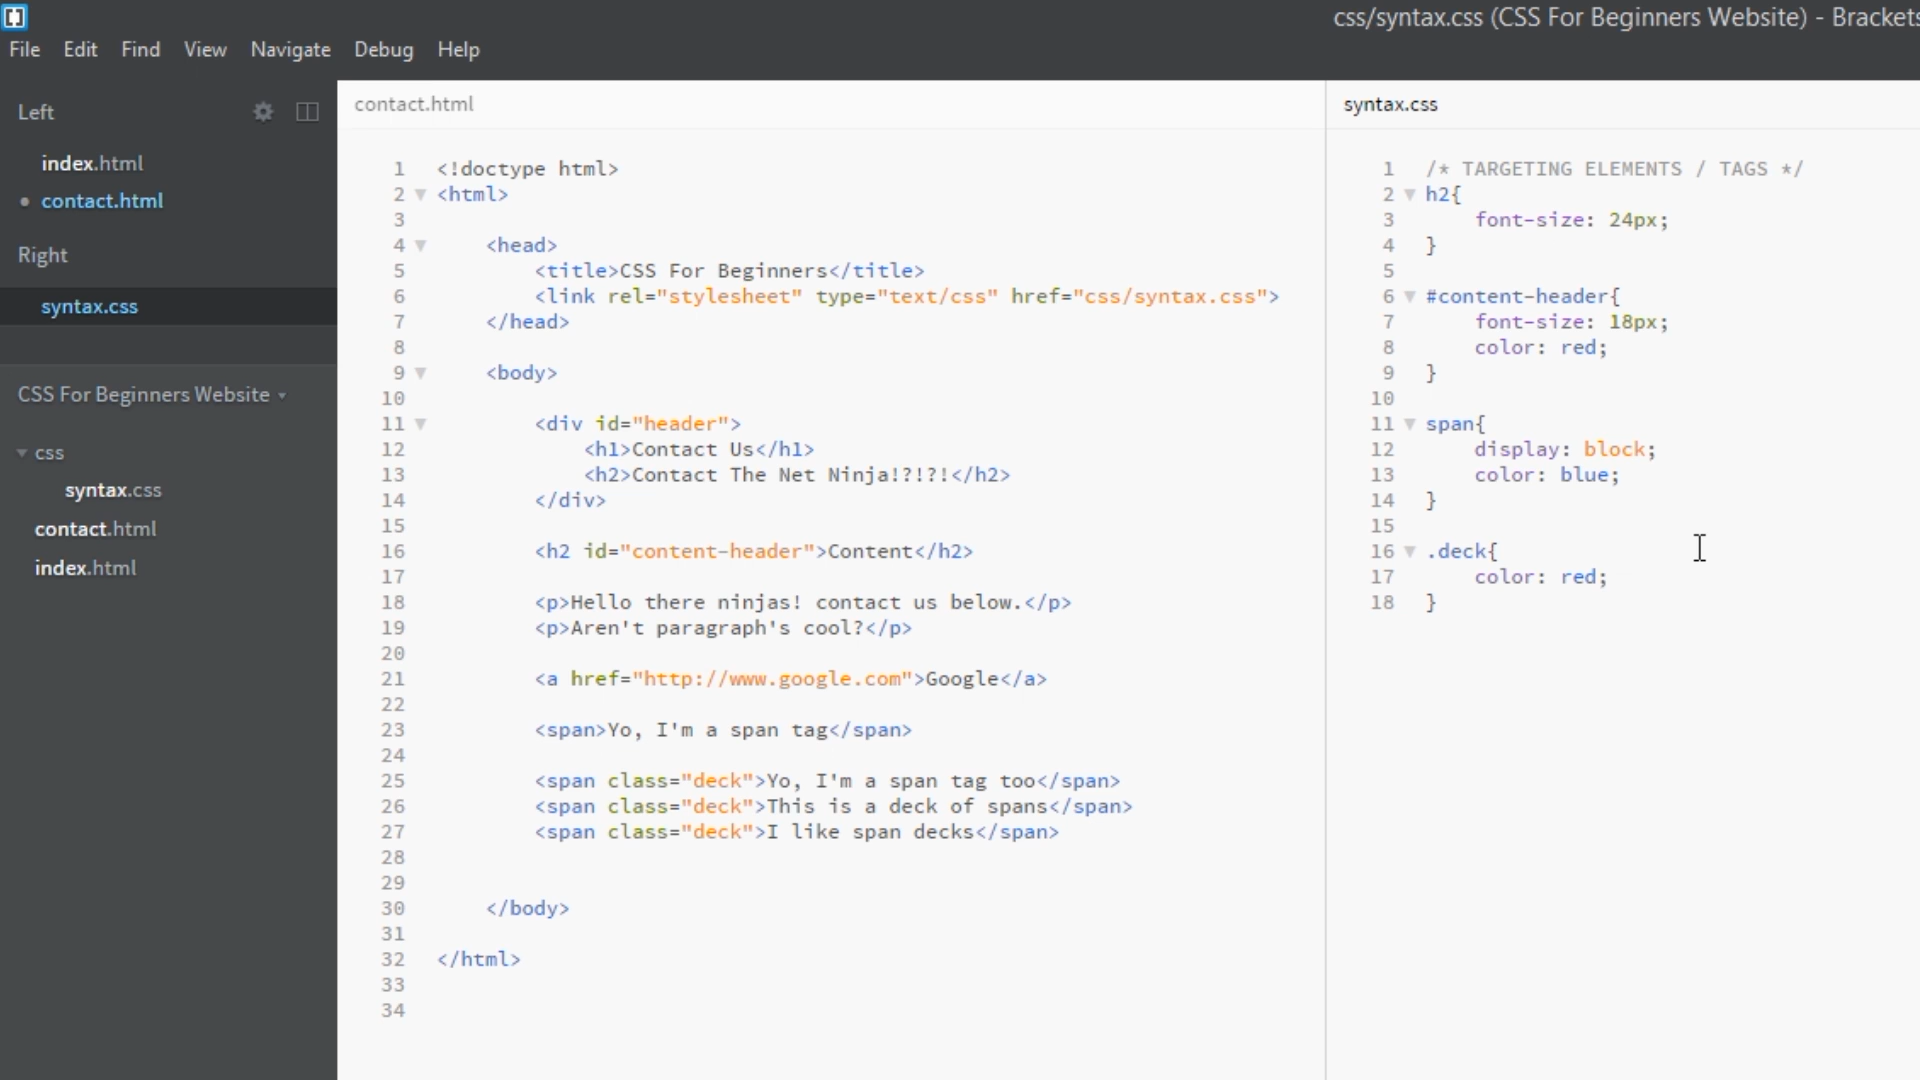 css/syntax.css (CSS For Beginners Website) - Brackets
File Edit Find View Navigate Debug Help
Left
index.html
contact.html
Right
syntax.css
CSS For Beginners Website
css
syntax.css
contact.html
index.html
contact.html
1 <!doctype html>
2 <html>
3
4 <head>
5 <title>CSS For Beginners</title>
6 <link rel="stylesheet" type="text/css" href="css/syntax.css">
7 </head>
8
9 <body>
10
11 <div id="header">
12 <h1>Contact Us</h1>
13 <h2>Contact The Net Ninja!?!?!</h2>
14 </div>
15
16 <h2 id="content-header">Content</h2>
17
18 <p>Hello there ninjas! contact us below.</p>
19 <p>Aren't paragraph's cool?</p>
20
21 <a href="http://www.google.com">Google</a>
22
23 <span>Yo, I'm a span tag</span>
24
25 <span class="deck">Yo, I'm a span tag too</span>
26 <span class="deck">This is a deck of spans</span>
27 <span class="deck">I like span decks</span>
28
29
30 </body>
31
32 </html>
33
34
syntax.css
1 /* TARGETING ELEMENTS / TAGS */
2 h2{
3 font-size: 24px;
4 }
5
6 #content-header{
7 font-size: 18px;
8 color: red;
9 }
10
11 span{
12 display: block;
13 color: blue;
14 }
15
16 .deck{
17 color: red;
18 }